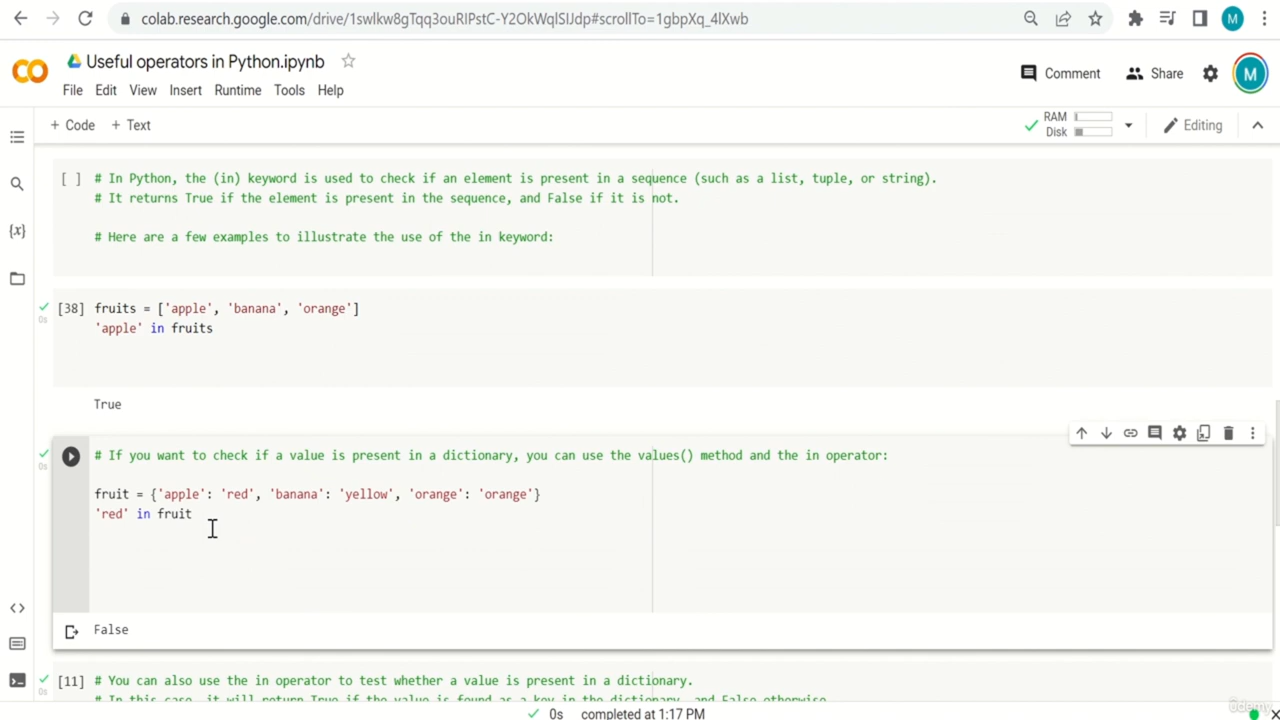 colab.research.google.com/drive/1swlkw8gTqq3ouRIPstC-Y2OkWqlSIJdp#scrollTo=1gbpXq_4lXwb
M
Useful operators in Python.ipynb
Comment
Share
M
File Edit View Insert Runtime Tools Help
+ Code + Text
RAM
Disk
Editing
[ ] # In Python, the (in) keyword is used to check if an element is present in a sequence (such as a list, tuple, or string).
# It returns True if the element is present in the sequence, and False if it is not.
# Here are a few examples to illustrate the use of the in keyword:
[38] fruits = ['apple', 'banana', 'orange']
0s
'apple' in fruits
True
# If you want to check if a value is present in a dictionary, you can use the values() method and the in operator:
0s
fruit = {'apple': 'red', 'banana': 'yellow', 'orange': 'orange'}
'red' in fruit
False
[11] # You can also use the in operator to test whether a value is present in a dictionary.
0s
# In this case, it will return True if the value is found as a key in the dictionary, and False otherwise
0s completed at 1:17 PM
udemy